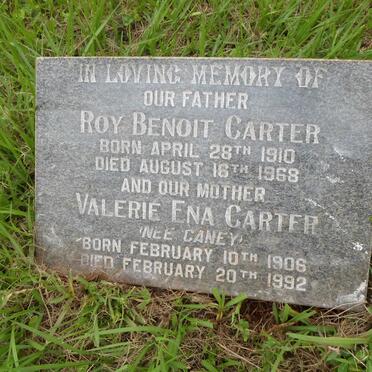 IN LOVING MEMORY OF
OUR FATHER
ROY BENOIT CARTER
BORN APRIL 28TH 1910
DIED AUGUST 16TH 1968
AND OUR MOTHER
VALERIE ENA CARTER
(NEE CANEY)
BORN FEBRUARY 10TH 1906
DIED FEBRUARY 20TH 1992